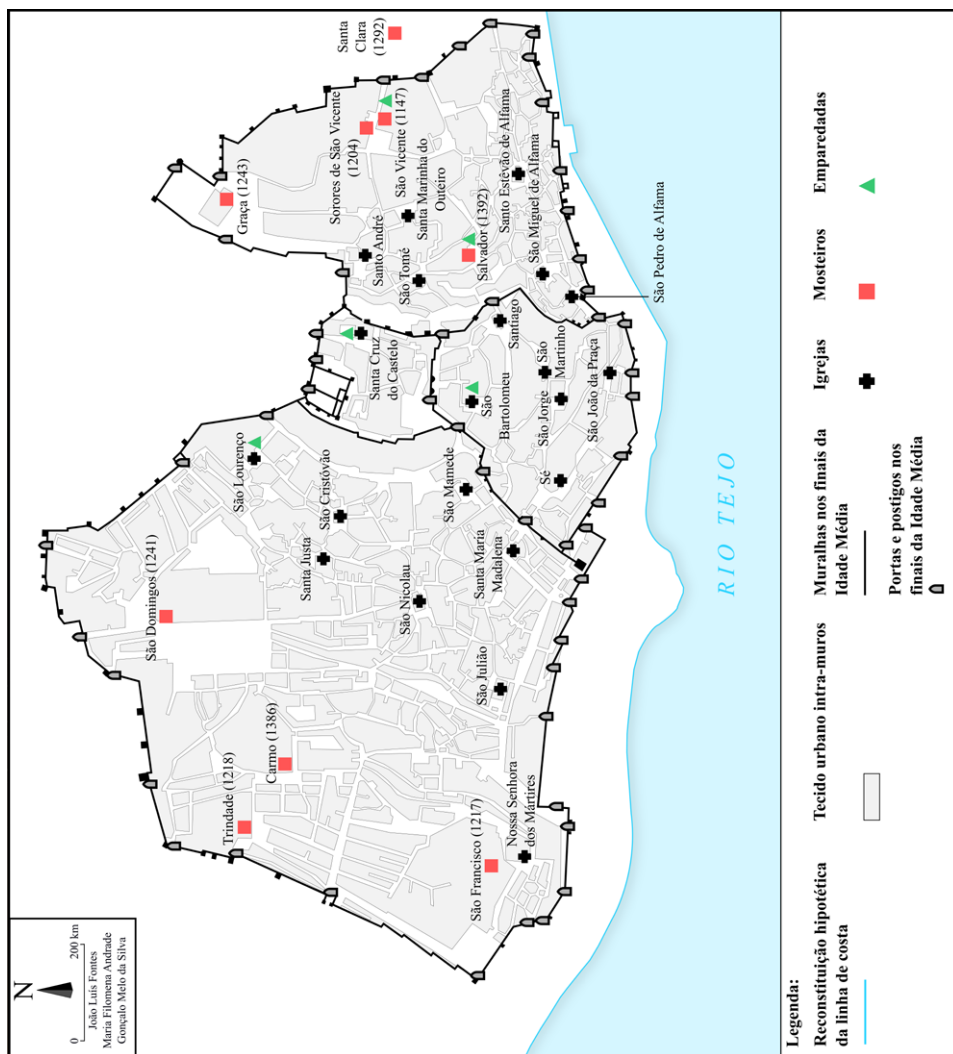 N
0 200 km
João Luís Fontes
Maria Filomena Andrade
Gonçalo Melo da Silva
Santa
Clara
(1292)
Graça (1243)
Sorores de São Vicente
(1204)
São Vicente (1147)
Santa Marinha do
Outeiro
Santo André
São Tomé
Salvador (1392)
Santo Estêvão de Alfama
São Miguel de Alfama
São Pedro de Alfama
Santa Cruz
do Castelo
Santiago
São
Bartolomeu
São
Martinho
São Jorge
São João da Praça
Sé
São Lourenço
São Cristóvão
São Mamede
Santa Justa
São Domingos (1241)
São Nicolau
Santa Maria
Madalena
São Julião
Carmo (1386)
Trindade (1218)
São Francisco (1217)
Nossa Senhora
dos Mártires
RIO TEJO
Legenda:
Reconstituição hipotética
da linha de costa
Tecido urbano intra-muros
Muralhas nos finais da
Idade Média
Portas e postigos nos
finais da Idade Média
Igrejas
Mosteiros
Emparedadas